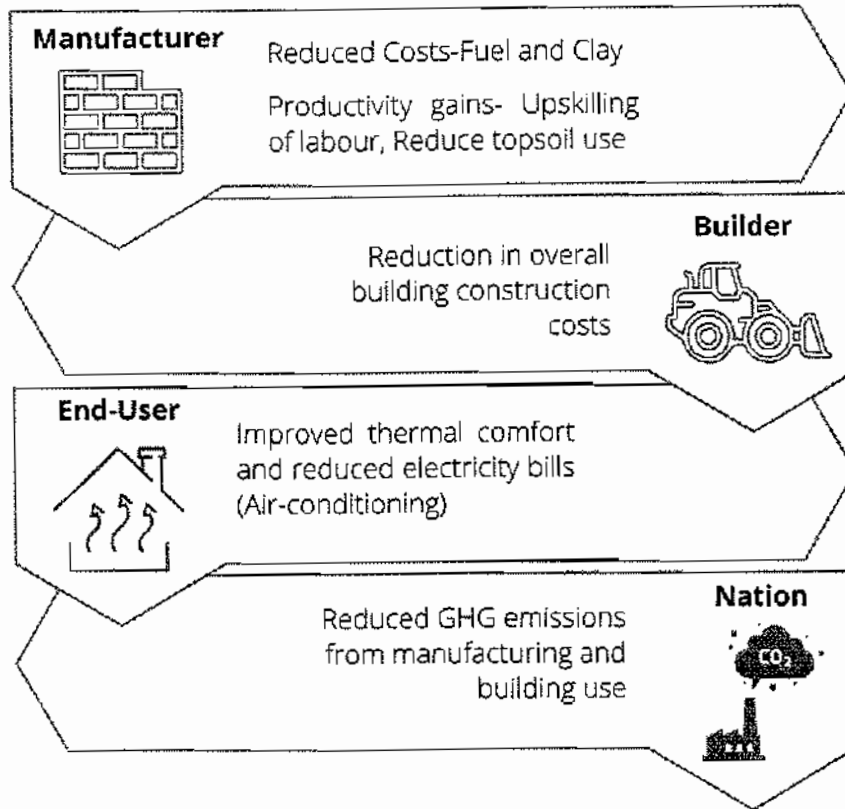 Manufacturer
Reduced Costs-Fuel and Clay
Productivity gains- Upskilling
of labour, Reduce topsoil use
Builder
Reduction in overall
building construction
costs
End-User
Improved thermal comfort
and reduced electricity bills
(Air-conditioning)
Nation
Reduced GHG emissions
from manufacturing and
building use
CO₂